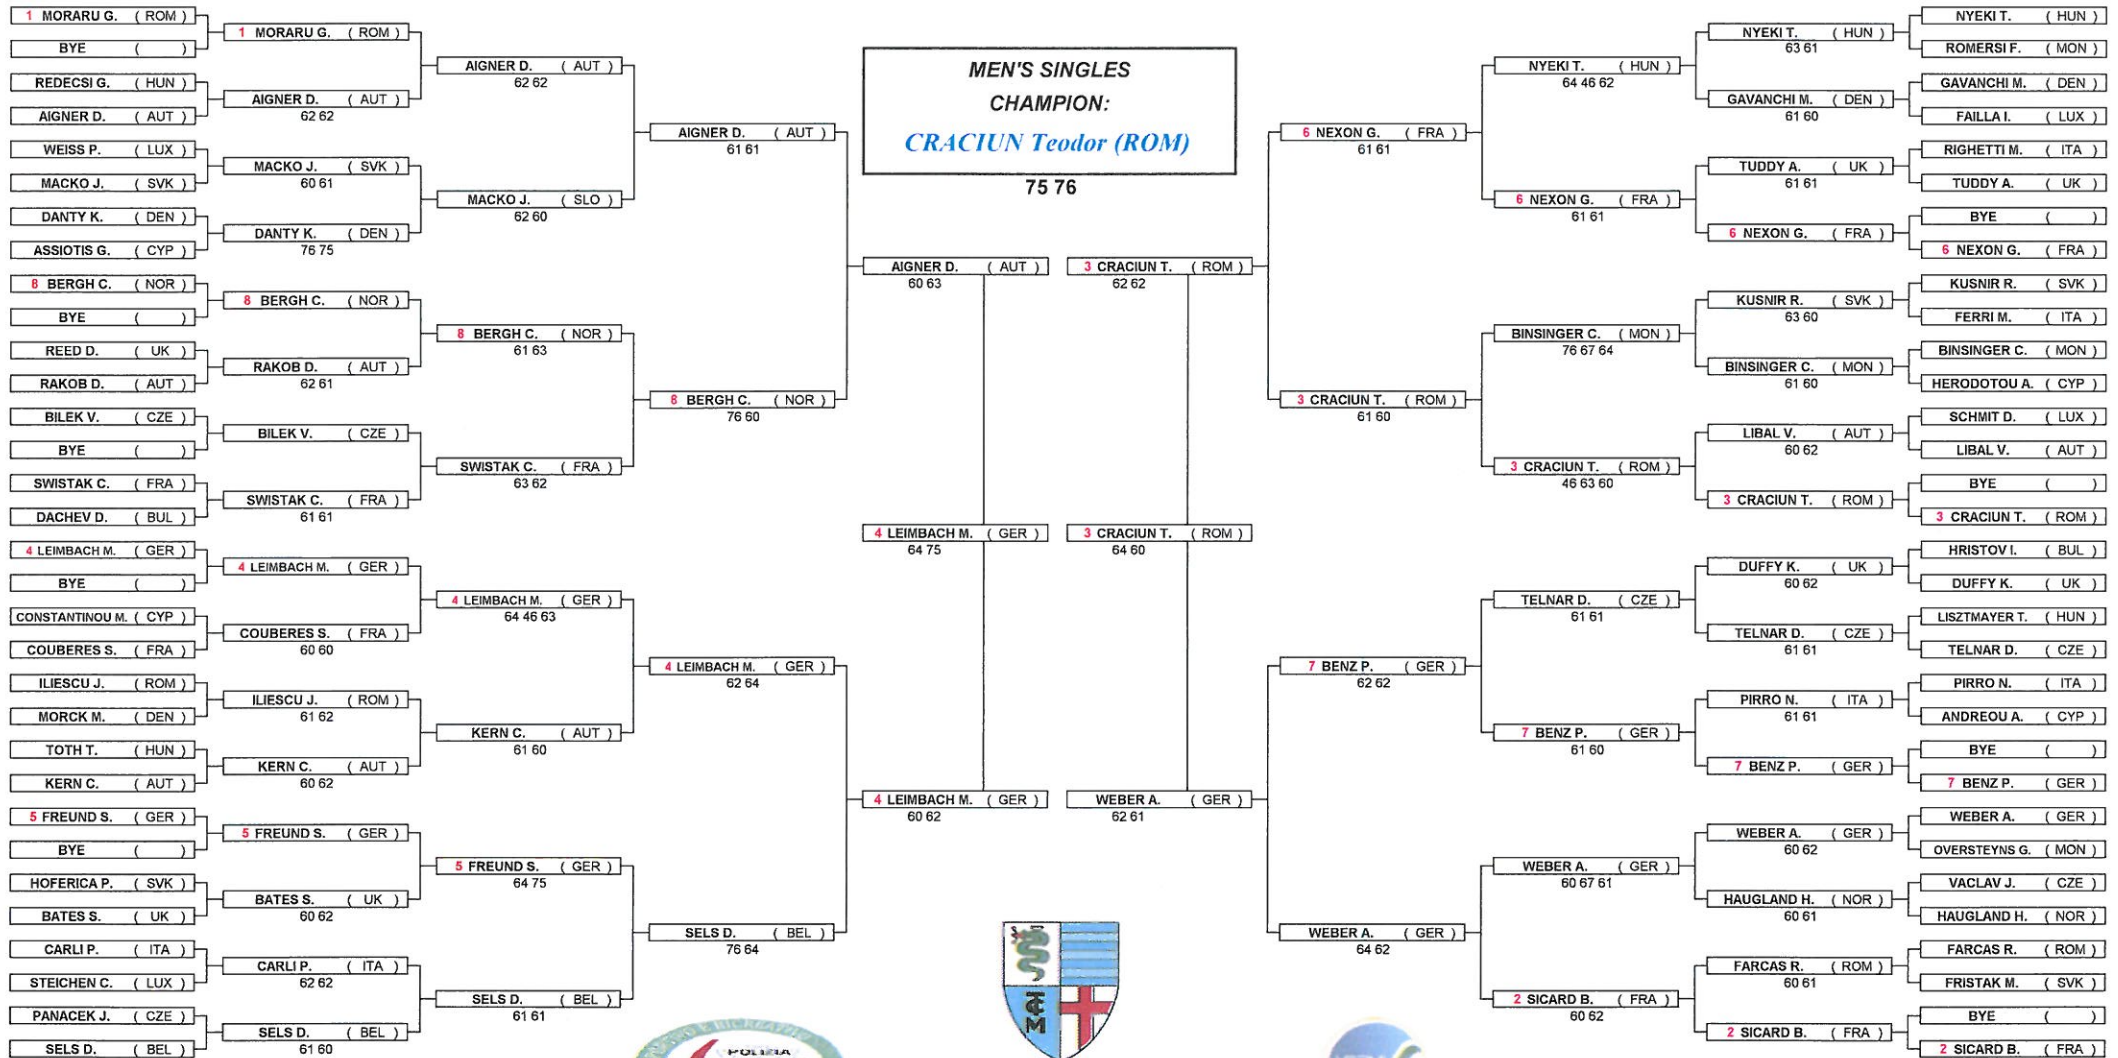 MEN'S SINGLES
CHAMPION:
CRACIUN Teodor (ROM)
75 76
1 MORARU G. ( ROM )
BYE ( )
REDECSI G. ( HUN )
AIGNER D. ( AUT )
WEISS P. ( LUX )
MACKO J. ( SVK )
DANTY K. ( DEN )
ASSIOTIS G. ( CYP )
8 BERGH C. ( NOR )
BYE ( )
REED D. ( UK )
RAKOB D. ( AUT )
BILEK V. ( CZE )
BYE ( )
SWISTAK C. ( FRA )
DACHEV D. ( BUL )
4 LEIMBACH M. ( GER )
BYE ( )
CONSTANTINOU M. ( CYP )
COUBERES S. ( FRA )
ILIESCU J. ( ROM )
MORCK M. ( DEN )
TOTH T. ( HUN )
KERN C. ( AUT )
5 FREUND S. ( GER )
BYE ( )
HOFERICA P. ( SVK )
BATES S. ( UK )
CARLI P. ( ITA )
STEICHEN C. ( LUX )
PANACEK J. ( CZE )
SELS D. ( BEL )
1 MORARU G. ( ROM )
AIGNER D. ( AUT )
62 62
MACKO J. ( SVK )
60 61
DANTY K. ( DEN )
76 75
8 BERGH C. ( NOR )
RAKOB D. ( AUT )
62 61
BILEK V. ( CZE )
SWISTAK C. ( FRA )
61 61
4 LEIMBACH M. ( GER )
COUBERES S. ( FRA )
60 60
ILIESCU J. ( ROM )
61 62
KERN C. ( AUT )
60 62
5 FREUND S. ( GER )
BATES S. ( UK )
60 62
CARLI P. ( ITA )
62 62
SELS D. ( BEL )
61 60
AIGNER D. ( AUT )
62 62
MACKO J. ( SLO )
62 60
8 BERGH C. ( NOR )
61 63
SWISTAK C. ( FRA )
63 62
4 LEIMBACH M. ( GER )
64 46 63
KERN C. ( AUT )
61 60
5 FREUND S. ( GER )
64 75
SELS D. ( BEL )
61 61
AIGNER D. ( AUT )
61 61
8 BERGH C. ( NOR )
76 60
4 LEIMBACH M. ( GER )
62 64
SELS D. ( BEL )
76 64
AIGNER D. ( AUT )
60 63
4 LEIMBACH M. ( GER )
64 75
4 LEIMBACH M. ( GER )
60 62
3 CRACIUN T. ( ROM )
62 62
3 CRACIUN T. ( ROM )
64 60
WEBER A. ( GER )
62 61
6 NEXON G. ( FRA )
61 61
3 CRACIUN T. ( ROM )
61 60
7 BENZ P. ( GER )
62 62
WEBER A. ( GER )
64 62
NYEKI T. ( HUN )
64 46 62
6 NEXON G. ( FRA )
61 61
BINSINGER C. ( MON )
76 67 64
3 CRACIUN T. ( ROM )
46 63 60
TELNAR D. ( CZE )
61 61
7 BENZ P. ( GER )
61 60
WEBER A. ( GER )
60 67 61
2 SICARD B. ( FRA )
60 62
NYEKI T. ( HUN )
63 61
GAVANCHI M. ( DEN )
61 60
TUDDY A. ( UK )
61 61
6 NEXON G. ( FRA )
KUSNIR R. ( SVK )
63 60
BINSINGER C. ( MON )
61 60
LIBAL V. ( AUT )
60 62
3 CRACIUN T. ( ROM )
DUFFY K. ( UK )
60 62
TELNAR D. ( CZE )
61 61
PIRRO N. ( ITA )
61 61
7 BENZ P. ( GER )
WEBER A. ( GER )
60 62
HAUGLAND H. ( NOR )
60 61
FARCAS R. ( ROM )
60 61
2 SICARD B. ( FRA )
NYEKI T. ( HUN )
ROMERSI F. ( MON )
GAVANCHI M. ( DEN )
FAILLA I. ( LUX )
RIGHETTI M. ( ITA )
TUDDY A. ( UK )
BYE ( )
6 NEXON G. ( FRA )
KUSNIR R. ( SVK )
FERRI M. ( ITA )
BINSINGER C. ( MON )
HERODOTOU A. ( CYP )
SCHMIT D. ( LUX )
LIBAL V. ( AUT )
BYE ( )
3 CRACIUN T. ( ROM )
HRISTOV I. ( BUL )
DUFFY K. ( UK )
LISZTMAYER T. ( HUN )
TELNAR D. ( CZE )
PIRRO N. ( ITA )
ANDREOU A. ( CYP )
BYE ( )
7 BENZ P. ( GER )
WEBER A. ( GER )
OVERSTEYNS G. ( MON )
VACLAV J. ( CZE )
HAUGLAND H. ( NOR )
FARCAS R. ( ROM )
FRISTAK M. ( SVK )
BYE ( )
2 SICARD B. ( FRA )
POLIZIA